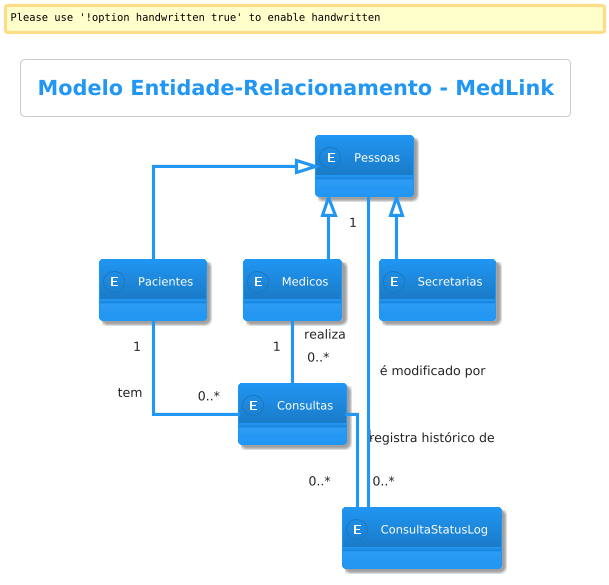 Please use '!option handwritten true' to enable handwritten
Modelo Entidade-Relacionamento - MedLink
E Pessoas
1
E Pacientes
E Medicos
E Secretarias
1
1
realiza
0..*
é modificado por
tem
0..*
E Consultas
registra histórico de
0..*
0..*
E ConsultaStatusLog